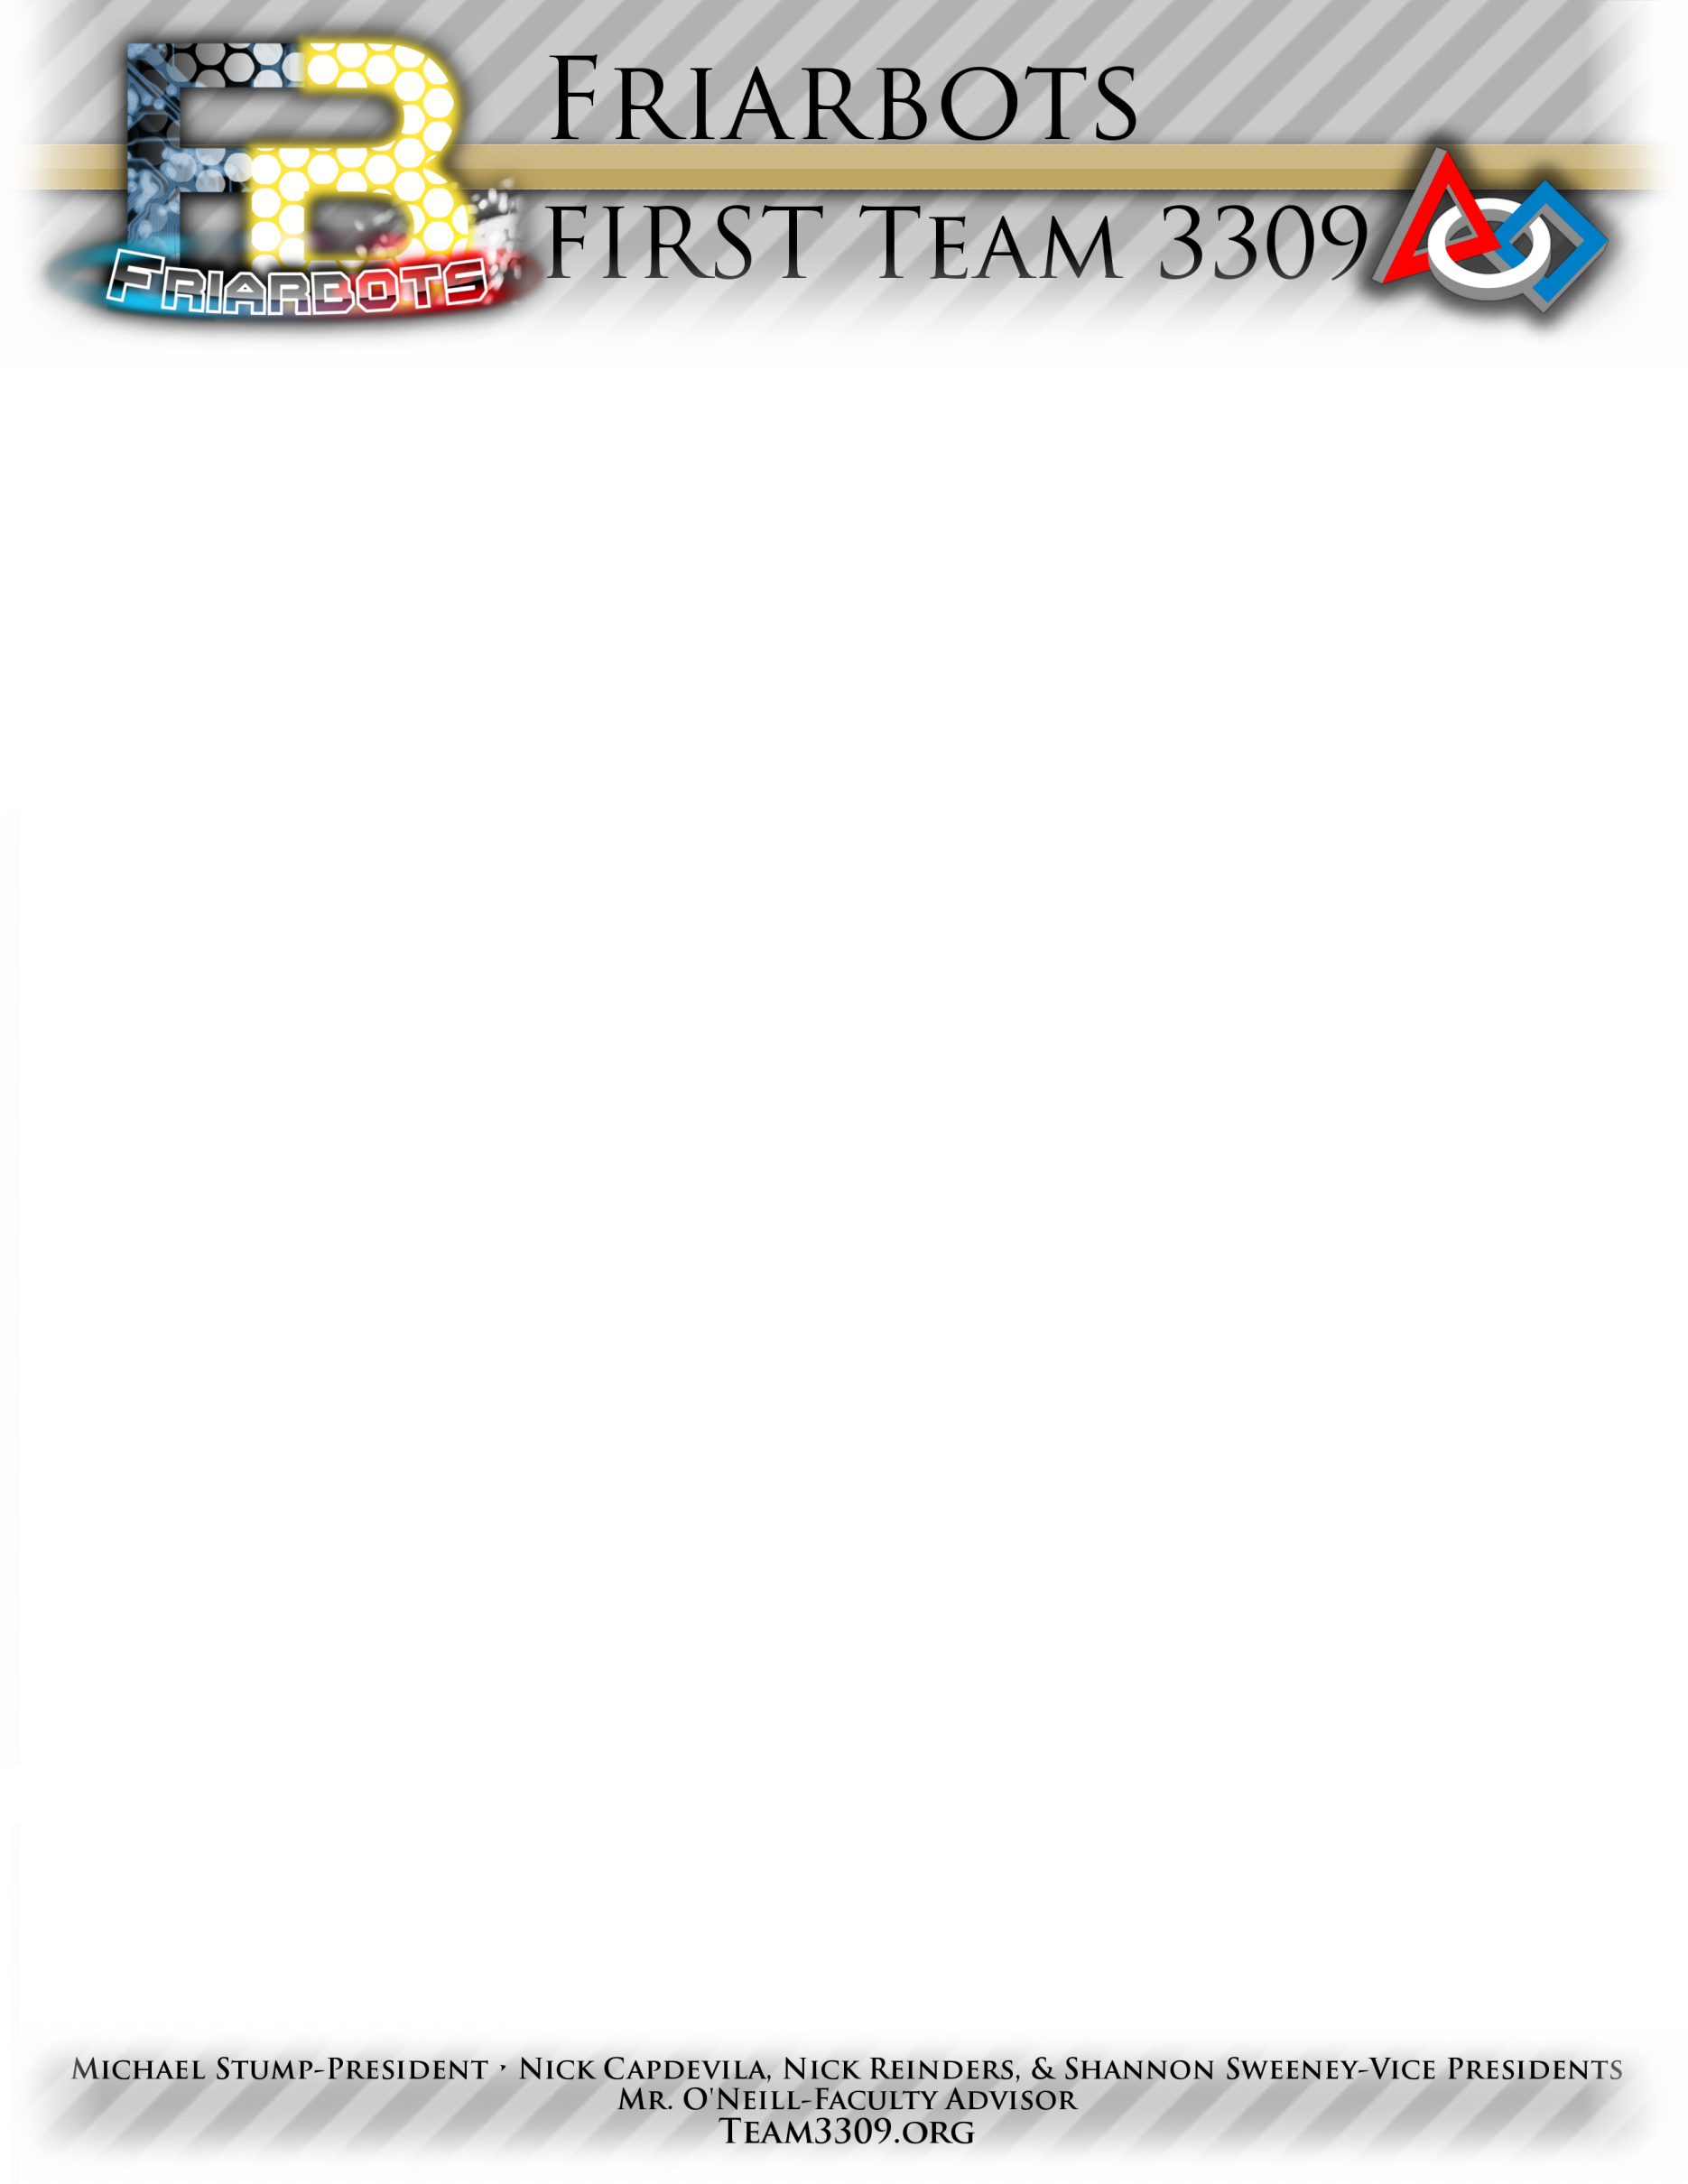 FRIARBOTS
FIRST TEAM 3309
FB
FRIARBOTS
MICHAEL STUMP-PRESIDENT · NICK CAPDEVILA, NICK REINDERS, & SHANNON SWEENEY-VICE PRESIDENTS
MR. O'NEILL-FACULTY ADVISOR
TEAM3309.ORG